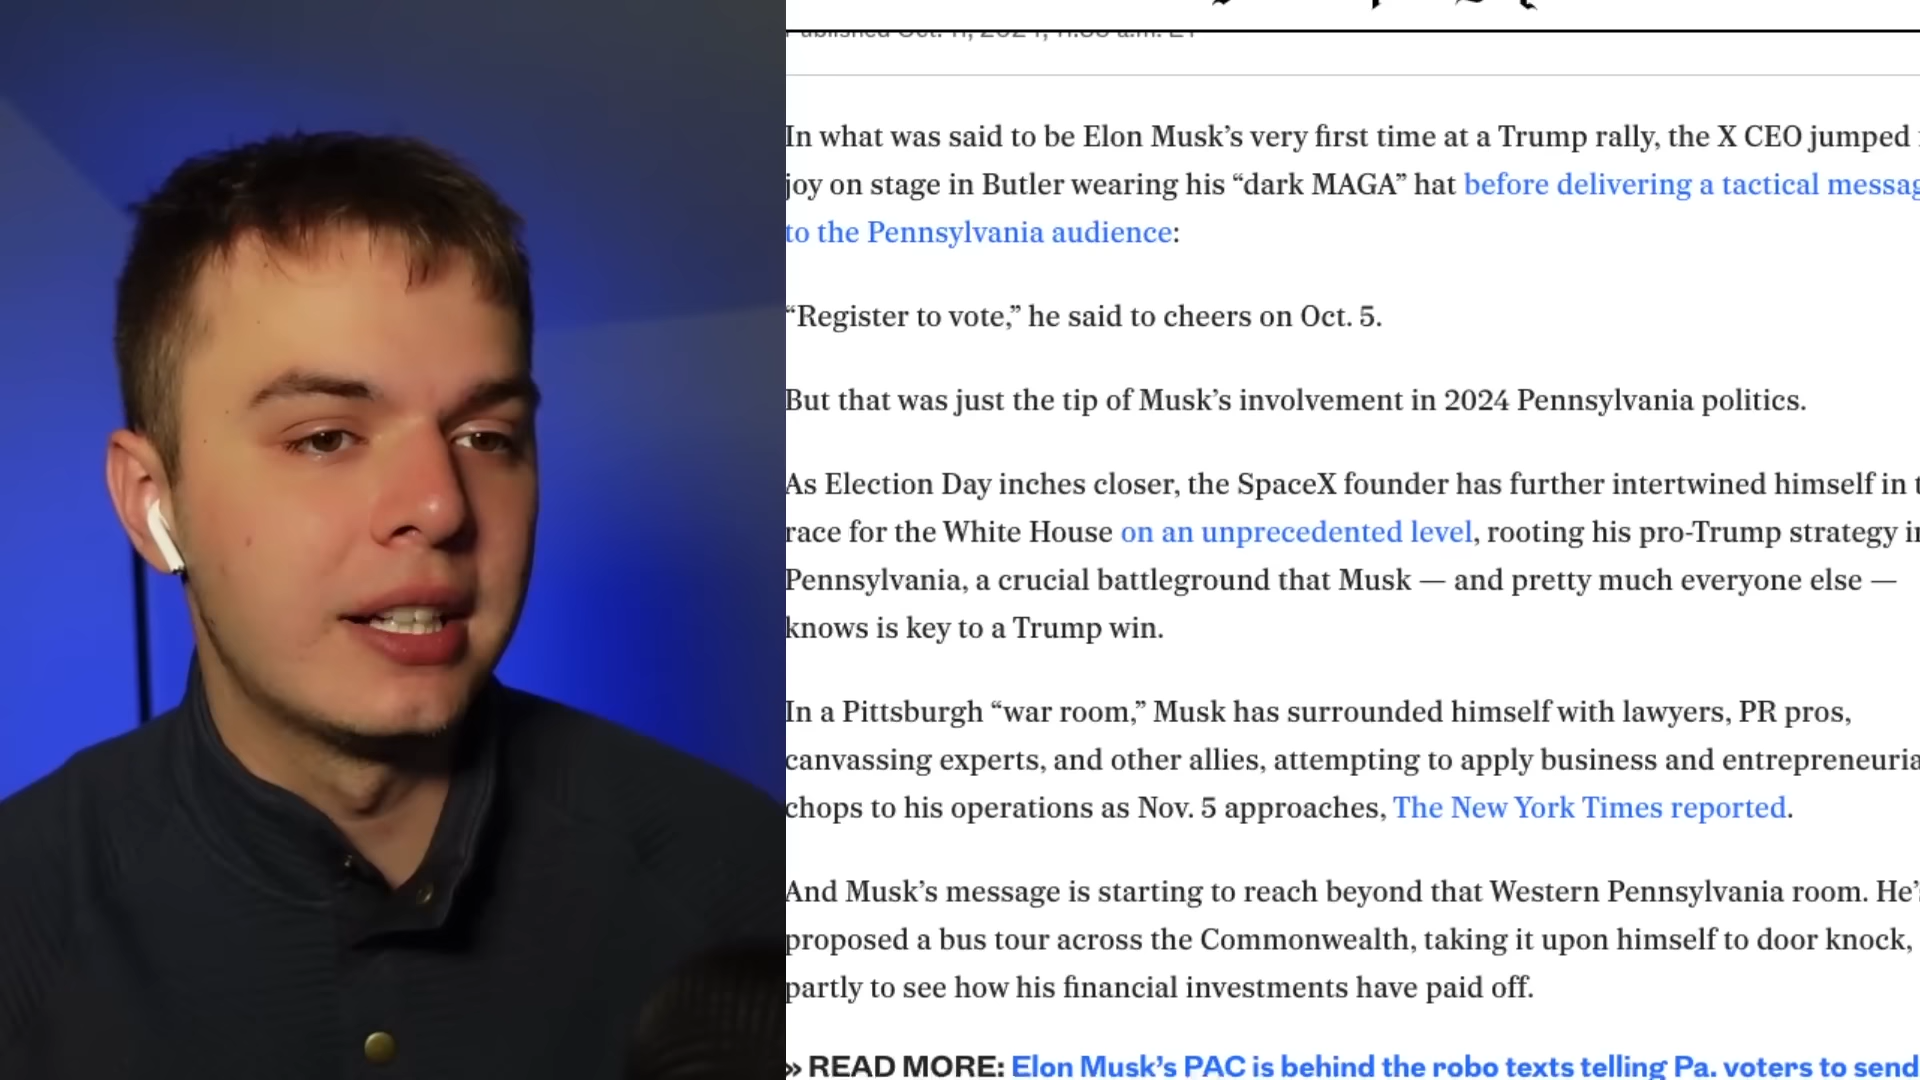 Published Oct. 11, 2024, 11:38 a.m. ET
In what was said to be Elon Musk’s very first time at a Trump rally, the X CEO jumped
joy on stage in Butler wearing his “dark MAGA” hat before delivering a tactical messag
to the Pennsylvania audience:
“Register to vote,” he said to cheers on Oct. 5.
But that was just the tip of Musk’s involvement in 2024 Pennsylvania politics.
As Election Day inches closer, the SpaceX founder has further intertwined himself in t
race for the White House on an unprecedented level, rooting his pro-Trump strategy in
Pennsylvania, a crucial battleground that Musk — and pretty much everyone else —
knows is key to a Trump win.
In a Pittsburgh “war room,” Musk has surrounded himself with lawyers, PR pros,
canvassing experts, and other allies, attempting to apply business and entrepreneuria
chops to his operations as Nov. 5 approaches, The New York Times reported.
And Musk’s message is starting to reach beyond that Western Pennsylvania room. He’s
proposed a bus tour across the Commonwealth, taking it upon himself to door knock,
partly to see how his financial investments have paid off.
» READ MORE: Elon Musk’s PAC is behind the robo texts telling Pa. voters to send